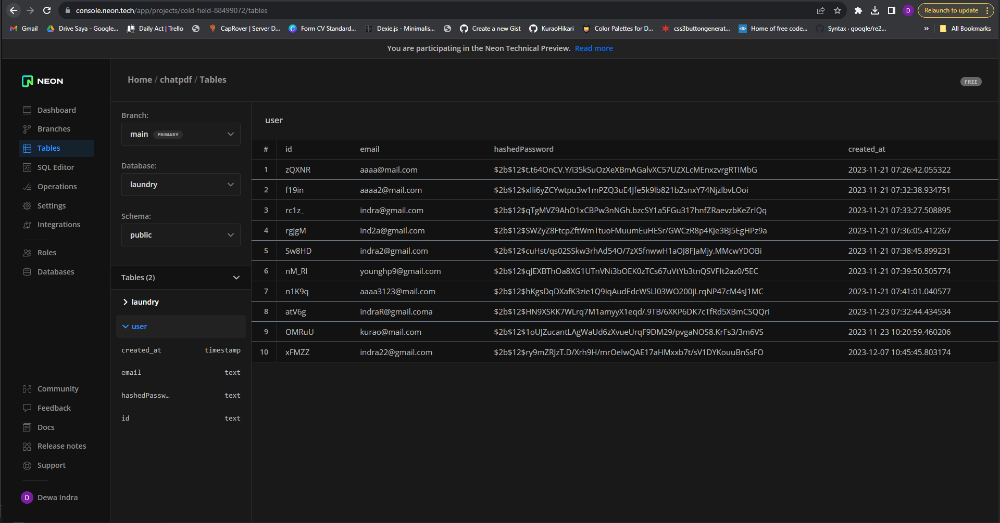 console.neon.tech/app/projects/cold-field-88499072/tables
D
Relaunch to update
Gmail
Drive Saya - Google...
Daily Act | Trello
CapRover | Server D...
Form CV Standard...
Dexie.js - Minimalis...
Create a new Gist
KuraoHikari
Color Palettes for D...
css3buttongenerat...
Home of free code...
Syntax · google/re2...
»
All Bookmarks
You are participating in the Neon Technical Preview. Read more
NEON
Home / chatpdf / Tables
FREE
Dashboard
Branches
Tables
SQL Editor
Operations
Settings
Integrations
Roles
Databases
Community
Feedback
Docs
Release notes
Support
D Dewa Indra
Branch:
main PRIMARY
Database:
laundry
Schema:
public
Tables (2)
laundry
user
created_at timestamp
email text
hashedPassw… text
id text
user
# id email hashedPassword created_at
1 zQXNR aaaa@mail.com $2b$12$t.t64OnCV.Y/i35kSuOzXeXBmAGalvXC57UZXLcMEnxzvrgRTIMbG 2023-11-21 07:26:42.055322
2 f19in aaaa2@mail.com $2b$12$xIli6yZCYwtpu3w1mPZQ3uE4Jfe5k9lb821bZsnxY74NjzlbvLOoi 2023-11-21 07:32:38.934751
3 rc1z_ indra@gmail.com $2b$12$qTgMVZ9AhO1xCBPw3nNGh.bzcSY1a5FGu317hnfZRaevzbKeZrIQq 2023-11-21 07:33:27.508895
4 rgjgM ind2a@gmail.com $2b$12$SWZyZ8FtcpZftWmTtuoFMuumEuHESr/GWCzR8p4KJe3BJ5EgHPz9a 2023-11-21 07:36:05.412267
5 Sw8HD indra2@gmail.com $2b$12$cuHst/qs02SSkw3rhAd54O/7zX5fnwwH1aOJ8FJaMjy.MMcwYDOBi 2023-11-21 07:38:45.899231
6 nM_Rl younghp9@gmail.com $2b$12$qJEXBThOa8XG1UTnVNi3bOEK0zTCs67uVtYb3tnQSVFft2az0/5EC 2023-11-21 07:39:50.505774
7 n1K9q aaaa3123@mail.com $2b$12$hKgsDqDXafK3zie1Q9iqAudEdcWSLl03WO200jLrqNP47cM4sJ1MC 2023-11-21 07:41:01.040577
8 atV6g indraR@gmail.coma $2b$12$HN9XSKK7WLrq7M1amyyX1eqd/.9TB/6XKP6DK7cTfRd5XBmCSQQri 2023-11-23 07:32:44.434534
9 OMRuU kurao@mail.com $2b$12$1oUJZucantLAgWaUd6zXvueUrqF9DM29/pvgaNOS8.KrFs3/3m6VS 2023-11-23 10:20:59.460206
10 xFMZZ indra22@gmail.com $2b$12$ry9mZRJzT.D/Xrh9H/mrOeIwQAE17aHMxxb7t/sV1DYKouuBnSsFO 2023-12-07 10:45:45.803174